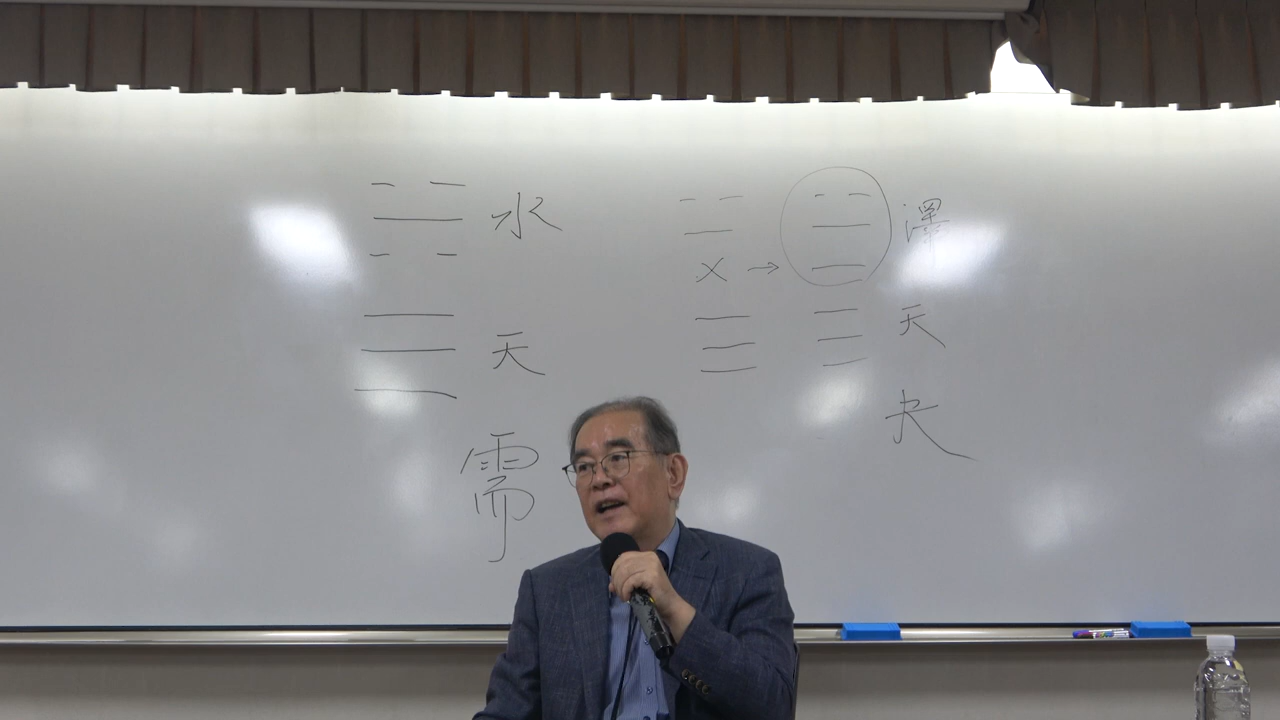 水
天
需
X → 澤
天
夬